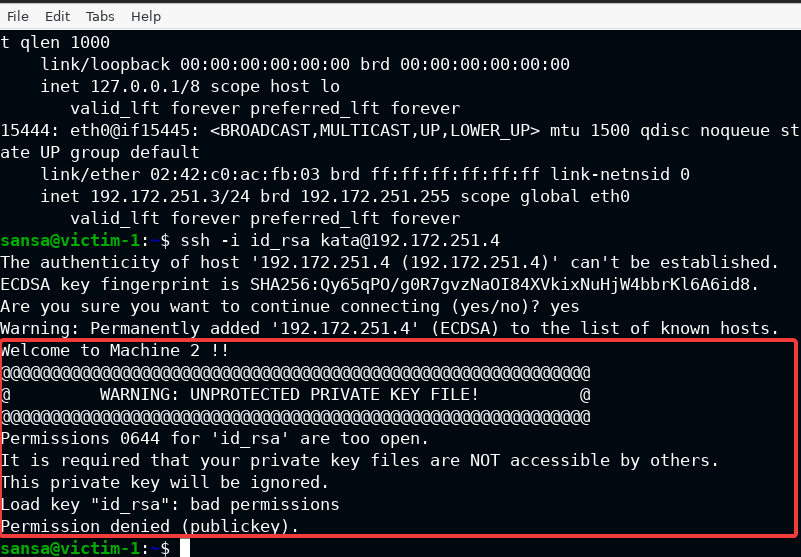 File Edit Tabs Help
t qlen 1000
    link/loopback 00:00:00:00:00:00 brd 00:00:00:00:00:00
    inet 127.0.0.1/8 scope host lo
       valid_lft forever preferred_lft forever
15444: eth0@if15445: <BROADCAST,MULTICAST,UP,LOWER_UP> mtu 1500 qdisc noqueue st
ate UP group default
    link/ether 02:42:c0:ac:fb:03 brd ff:ff:ff:ff:ff:ff link-netnsid 0
    inet 192.172.251.3/24 brd 192.172.251.255 scope global eth0
       valid_lft forever preferred_lft forever
sansa@victim-1:~$ ssh -i id_rsa kata@192.172.251.4
The authenticity of host '192.172.251.4 (192.172.251.4)' can't be established.
ECDSA key fingerprint is SHA256:Qy65qPO/g0R7gvzNaOI84XVkixNuHjW4bbrKl6A6id8.
Are you sure you want to continue connecting (yes/no)? yes
Warning: Permanently added '192.172.251.4' (ECDSA) to the list of known hosts.
Welcome to Machine 2 !!
@@@@@@@@@@@@@@@@@@@@@@@@@@@@@@@@@@@@@@@@@@@@@@@@@@@@@@@@@@@
@         WARNING: UNPROTECTED PRIVATE KEY FILE!          @
@@@@@@@@@@@@@@@@@@@@@@@@@@@@@@@@@@@@@@@@@@@@@@@@@@@@@@@@@@@
Permissions 0644 for 'id_rsa' are too open.
It is required that your private key files are NOT accessible by others.
This private key will be ignored.
Load key "id_rsa": bad permissions
Permission denied (publickey).
sansa@victim-1:~$